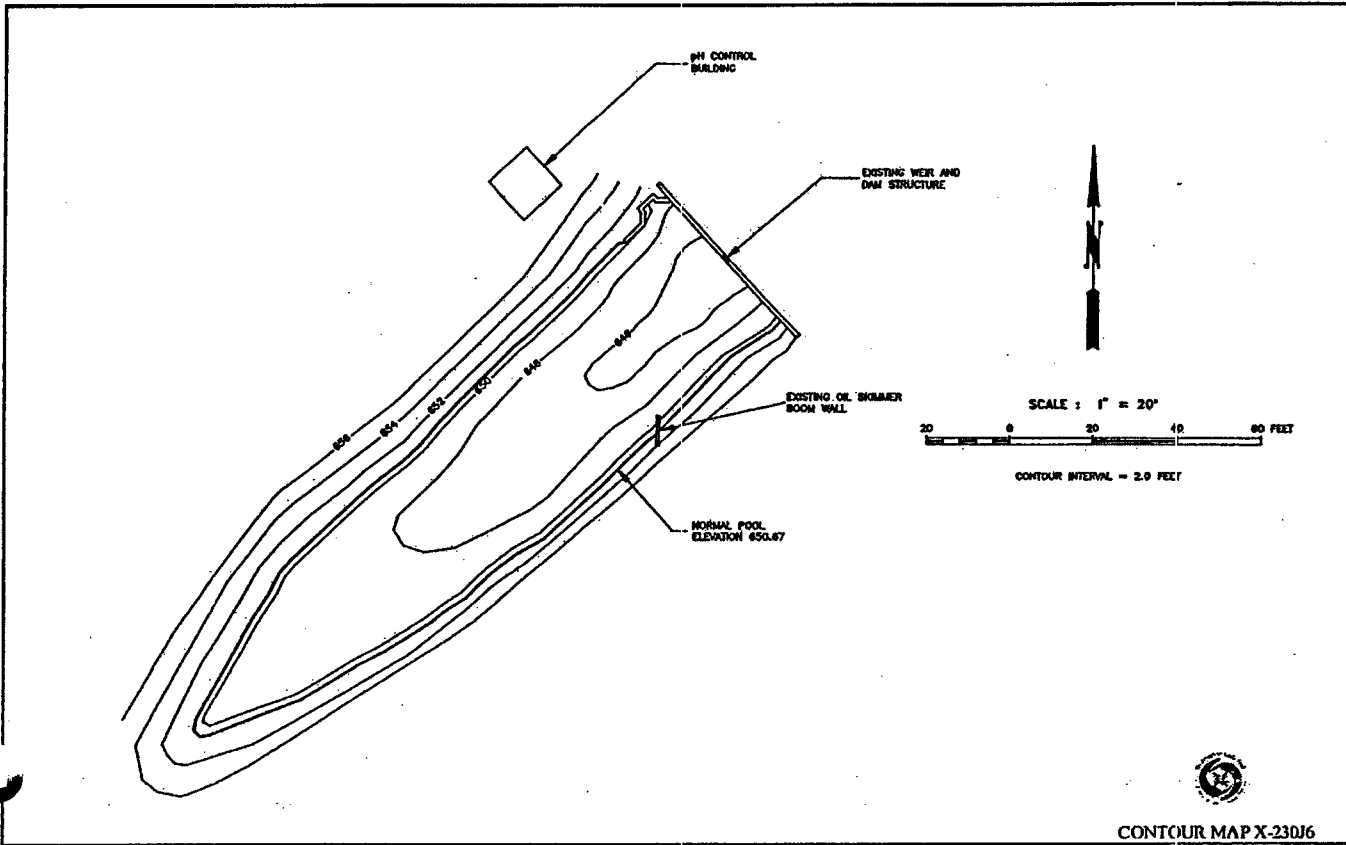 pH CONTROL
BUILDING
EXISTING WEIR AND
DAM STRUCTURE
N
656
654
652
650
648
646
EXISTING OIL SKIMMER
BOOM WALL
NORMAL POOL
ELEVATION 650.67
SCALE : 1" = 20'
20 0 20 40 60 FEET
CONTOUR INTERVAL = 2.0 FEET
CONTOUR MAP X-230J6